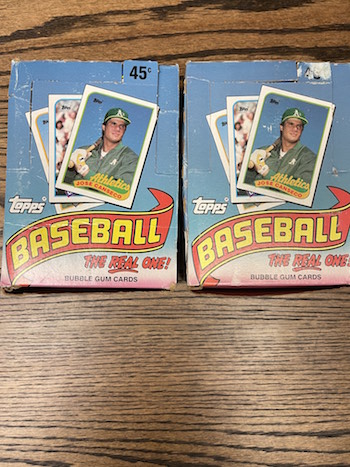 45¢
Topps
Athletics
JOSE CANSECO
Topps
BASEBALL
THE REAL ONE!
BUBBLE GUM CARDS
Topps
Athletics
JOSE CANSECO
Topps
BASEBALL
THE REAL ONE!
BUBBLE GUM CARDS